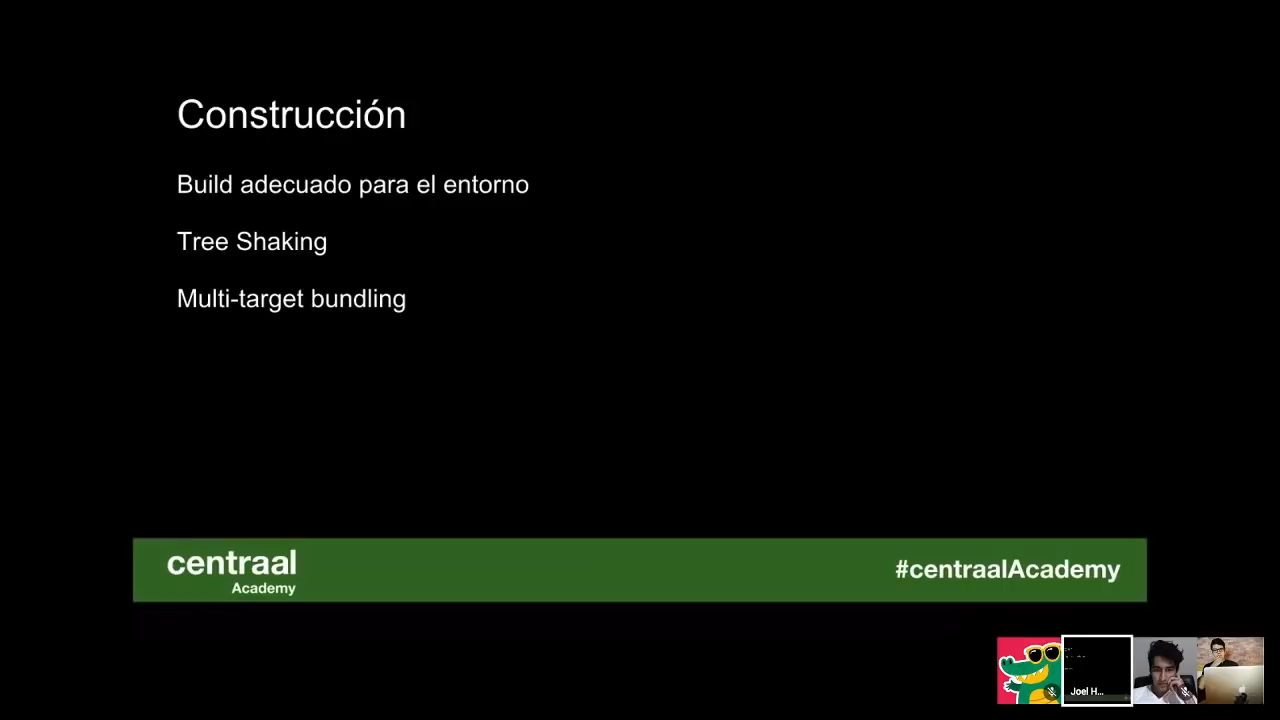 Construcción
Build adecuado para el entorno
Tree Shaking
Multi-target bundling
centraal
Academy
#centraalAcademy
Joel H...